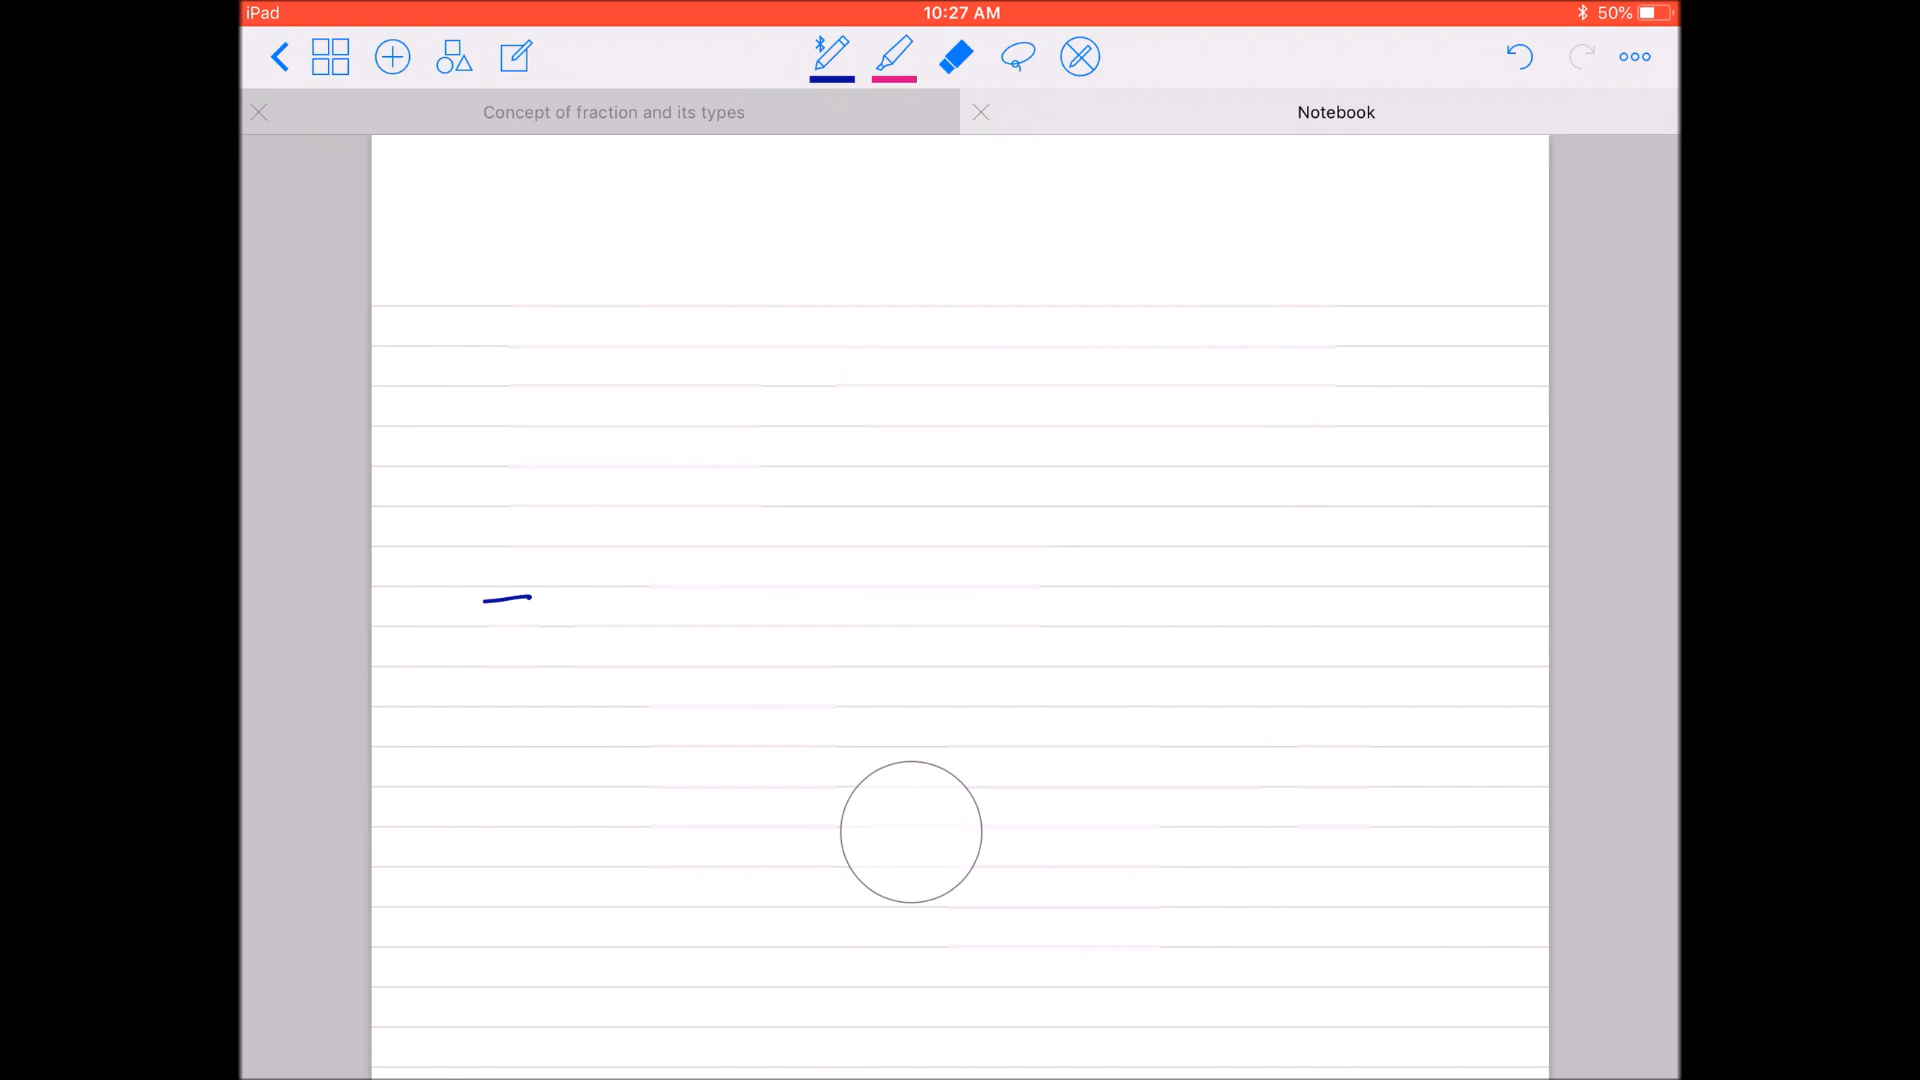 iPad 10:27 AM 50%
Concept of fraction and its types Notebook